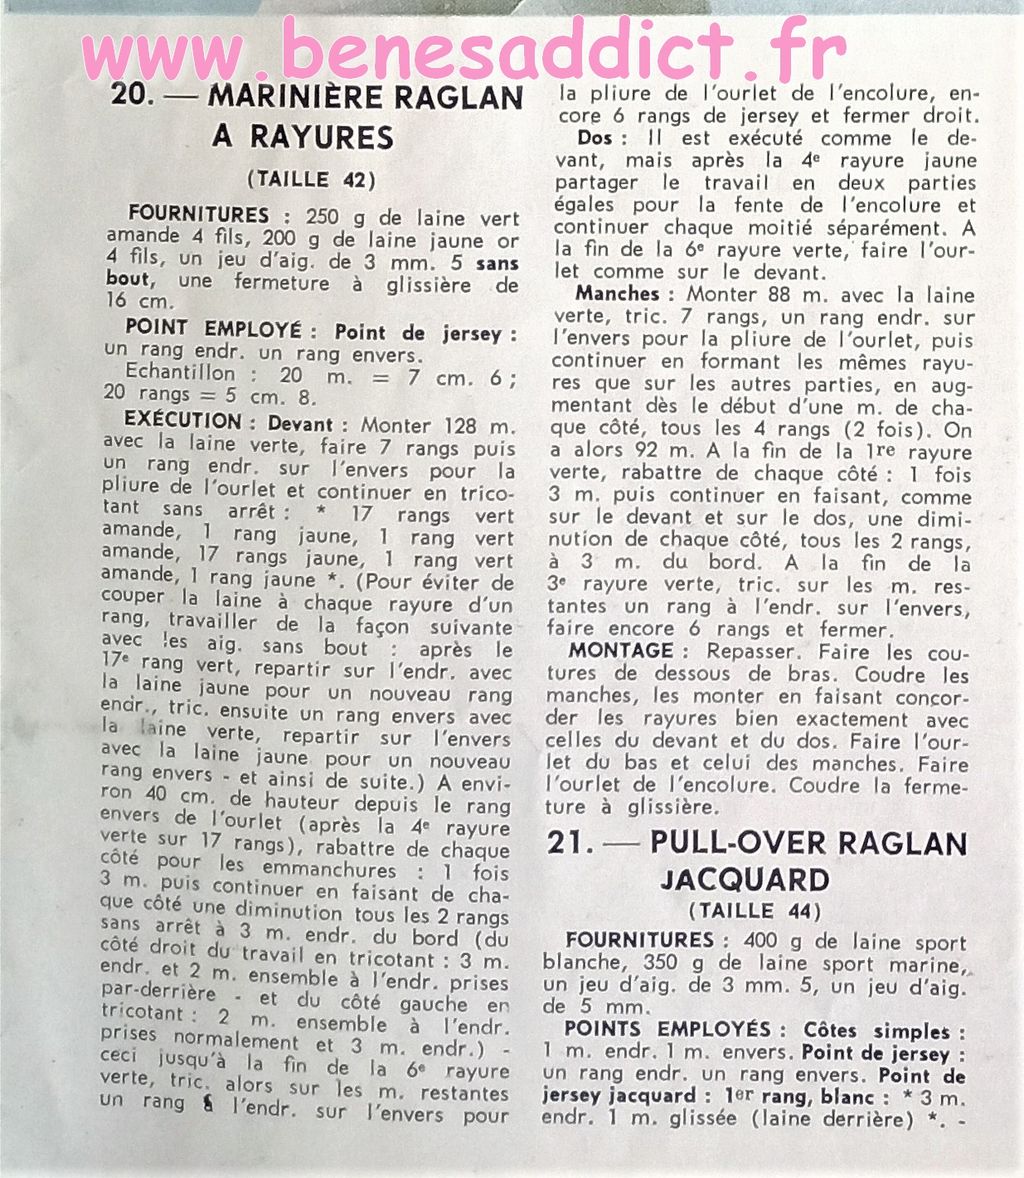 www.benesaddict.fr
20. — MARINIÈRE RAGLAN
A RAYURES
(TAILLE 42)
FOURNITURES : 250 g de laine vert
amande 4 fils, 200 g de laine jaune or
4 fils, un jeu d'aig. de 3 mm. 5 sans
bout, une fermeture à glissière de
16 cm.
POINT EMPLOYÉ : Point de jersey :
un rang endr. un rang envers.
Echantillon : 20 m. = 7 cm. 6 ;
20 rangs = 5 cm. 8.
EXÉCUTION : Devant : Monter 128 m.
avec la laine verte, faire 7 rangs puis
un rang endr. sur l'envers pour la
pliure de l'ourlet et continuer en trico-
tant sans arrêt : * 17 rangs vert
amande, 1 rang jaune, 1 rang vert
amande, 17 rangs jaune, 1 rang vert
amande, 1 rang jaune *. (Pour éviter de
couper la laine à chaque rayure d'un
rang, travailler de la façon suivante
avec les aig. sans bout : après le
17e rang vert, repartir sur l'endr. avec
la laine jaune pour un nouveau rang
endr., tric. ensuite un rang envers avec
la laine verte, repartir sur l'envers
avec la laine jaune pour un nouveau
rang envers - et ainsi de suite.) A envi-
ron 40 cm. de hauteur depuis le rang
envers de l'ourlet (après la 4e rayure
verte sur 17 rangs), rabattre de chaque
côté pour les emmanchures : 1 fois
3 m. puis continuer en faisant de cha-
que côté une diminution tous les 2 rangs
sans arrêt à 3 m. endr. du bord (du
côté droit du travail en tricotant : 3 m.
endr. et 2 m. ensemble à l'endr. prises
par-derrière - et du côté gauche en
tricotant : 2 m. ensemble à l'endr.
prises normalement et 3 m. endr.) -
ceci jusqu'à la fin de la 6e rayure
verte, tric. alors sur les m. restantes
un rang à l'endr. sur l'envers pour
la pliure de l'ourlet de l'encolure, en-
core 6 rangs de jersey et fermer droit.
Dos : Il est exécuté comme le de-
vant, mais après la 4e rayure jaune
partager le travail en deux parties
égales pour la fente de l'encolure et
continuer chaque moitié séparément. A
la fin de la 6e rayure verte, faire l'our-
let comme sur le devant.
Manches : Monter 88 m. avec la laine
verte, tric. 7 rangs, un rang endr. sur
l'envers pour la pliure de l'ourlet, puis
continuer en formant les mêmes rayu-
res que sur les autres parties, en aug-
mentant dès le début d'une m. de cha-
que côté, tous les 4 rangs (2 fois). On
a alors 92 m. A la fin de la 1re rayure
verte, rabattre de chaque côté : 1 fois
3 m. puis continuer en faisant, comme
sur le devant et sur le dos, une dimi-
nution de chaque côté, tous les 2 rangs,
à 3 m. du bord. A la fin de la
3e rayure verte, tric. sur les m. res-
tantes un rang à l'endr. sur l'envers,
faire encore 6 rangs et fermer.
MONTAGE : Repasser. Faire les cou-
tures de dessous de bras. Coudre les
manches, les monter en faisant concor-
der les rayures bien exactement avec
celles du devant et du dos. Faire l'our-
let du bas et celui des manches. Faire
l'ourlet de l'encolure. Coudre la ferme-
ture à glissière.
21. — PULL-OVER RAGLAN
JACQUARD
(TAILLE 44)
FOURNITURES : 400 g de laine sport
blanche, 350 g de laine sport marine,
un jeu d'aig. de 3 mm. 5, un jeu d'aig.
de 5 mm.
POINTS EMPLOYÉS : Côtes simples :
1 m. endr. 1 m. envers. Point de jersey :
un rang endr. un rang envers. Point de
jersey jacquard : 1er rang, blanc : * 3 m.
endr. 1 m. glissée (laine derrière) *. -